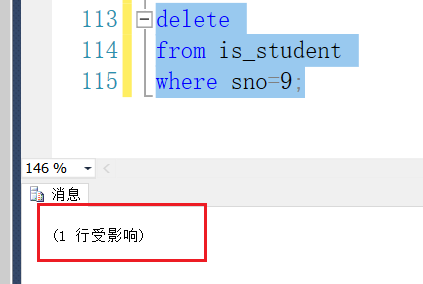 113 delete
114 from is_student
115 where sno=9;
146 %
消息
(1 行受影响)